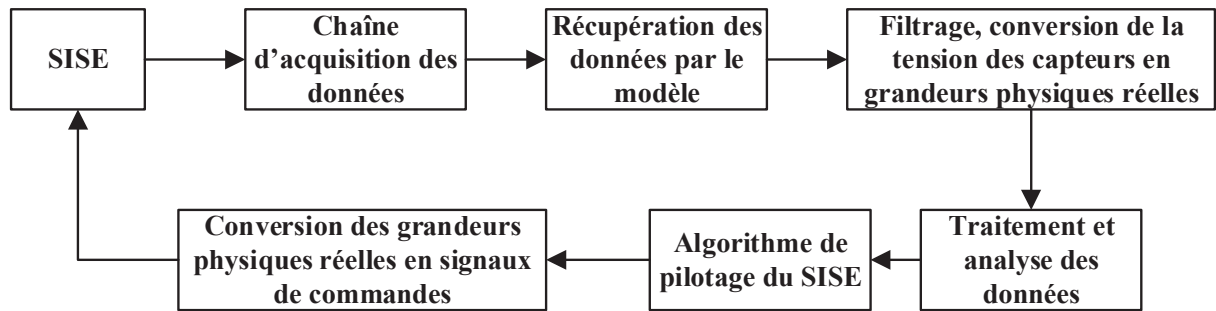 SISE
Chaîne
d'acquisition des
données
Récupération des
données par le
modèle
Filtrage, conversion de la
tension des capteurs en
grandeurs physiques réelles
Traitement et
analyse des
données
Algorithme de
pilotage du SISE
Conversion des grandeurs
physiques réelles en signaux
de commandes